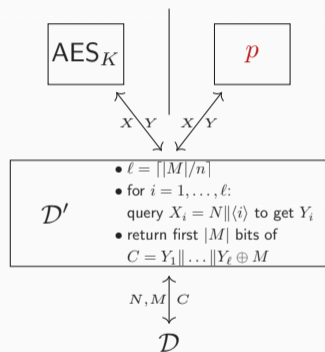 AES_K p
X Y X Y
D′
• ℓ = ⌈|M|/n⌉
• for i = 1, . . . , ℓ:
query X_i = N∥⟨i⟩ to get Y_i
• return first |M| bits of
C = Y_1∥ . . . ∥Y_ℓ ⊕ M
N, M C
D